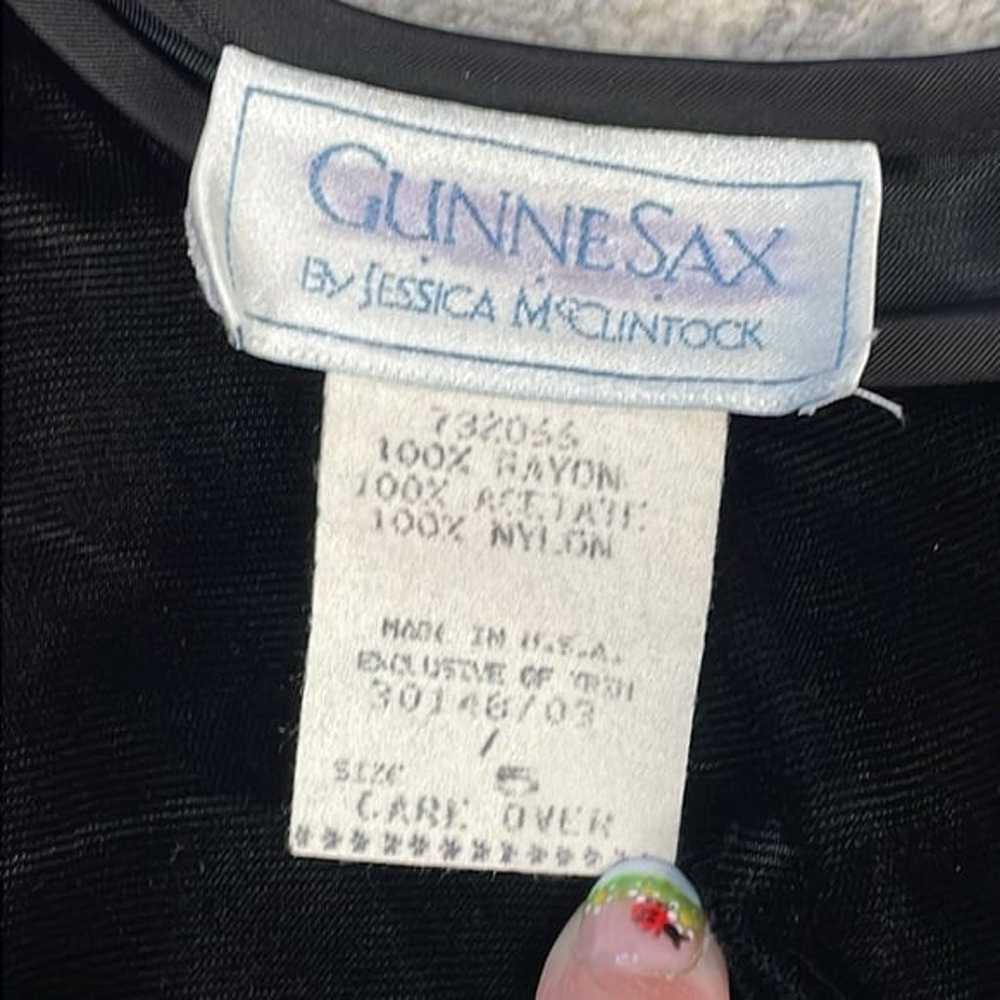 GUNNE SAX
BY JESSICA MCCLINTOCK
732066
100% RAYON
100% ACETATE
100% NYLON
MADE IN U.S.A.
EXCLUSIVE OF TRIM
30148/03
/
SIZE 5
CARE OVER
************